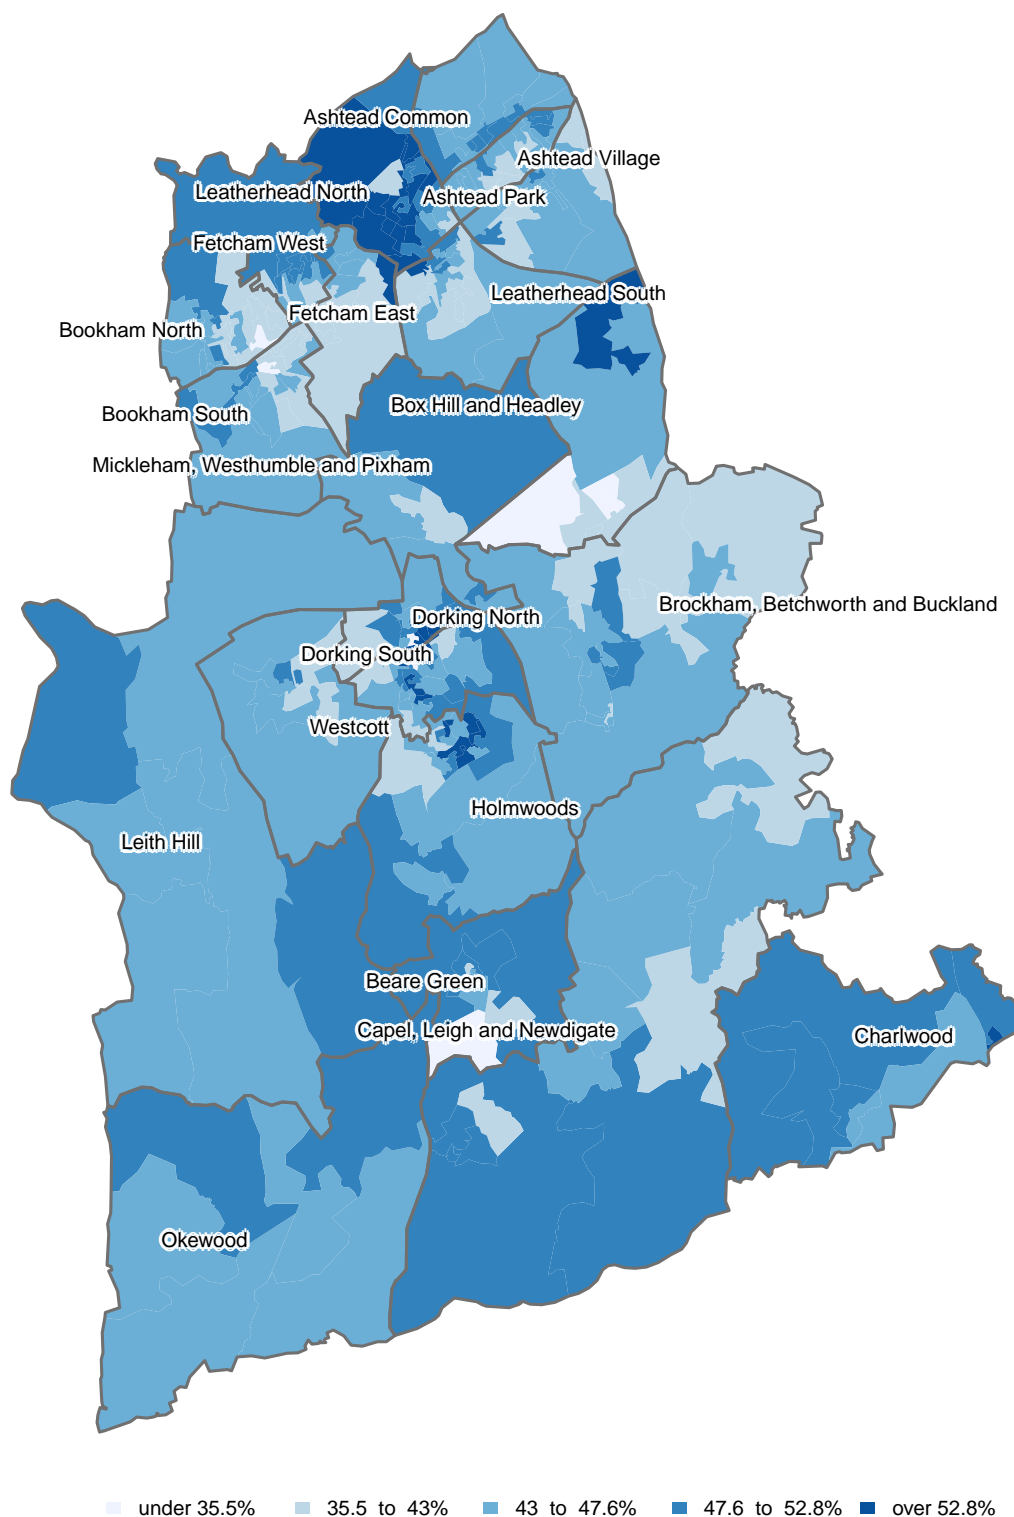 Ashtead Common
Ashtead Village
Leatherhead North
Ashtead Park
Fetcham West
Leatherhead South
Fetcham East
Bookham North
Box Hill and Headley
Bookham South
Mickleham, Westhumble and Pixham
Brockham, Betchworth and Buckland
Dorking North
Dorking South
Westcott
Holmwoods
Leith Hill
Beare Green
Capel, Leigh and Newdigate
Charlwood
Okewood
under 35.5% 35.5 to 43% 43 to 47.6% 47.6 to 52.8% over 52.8%